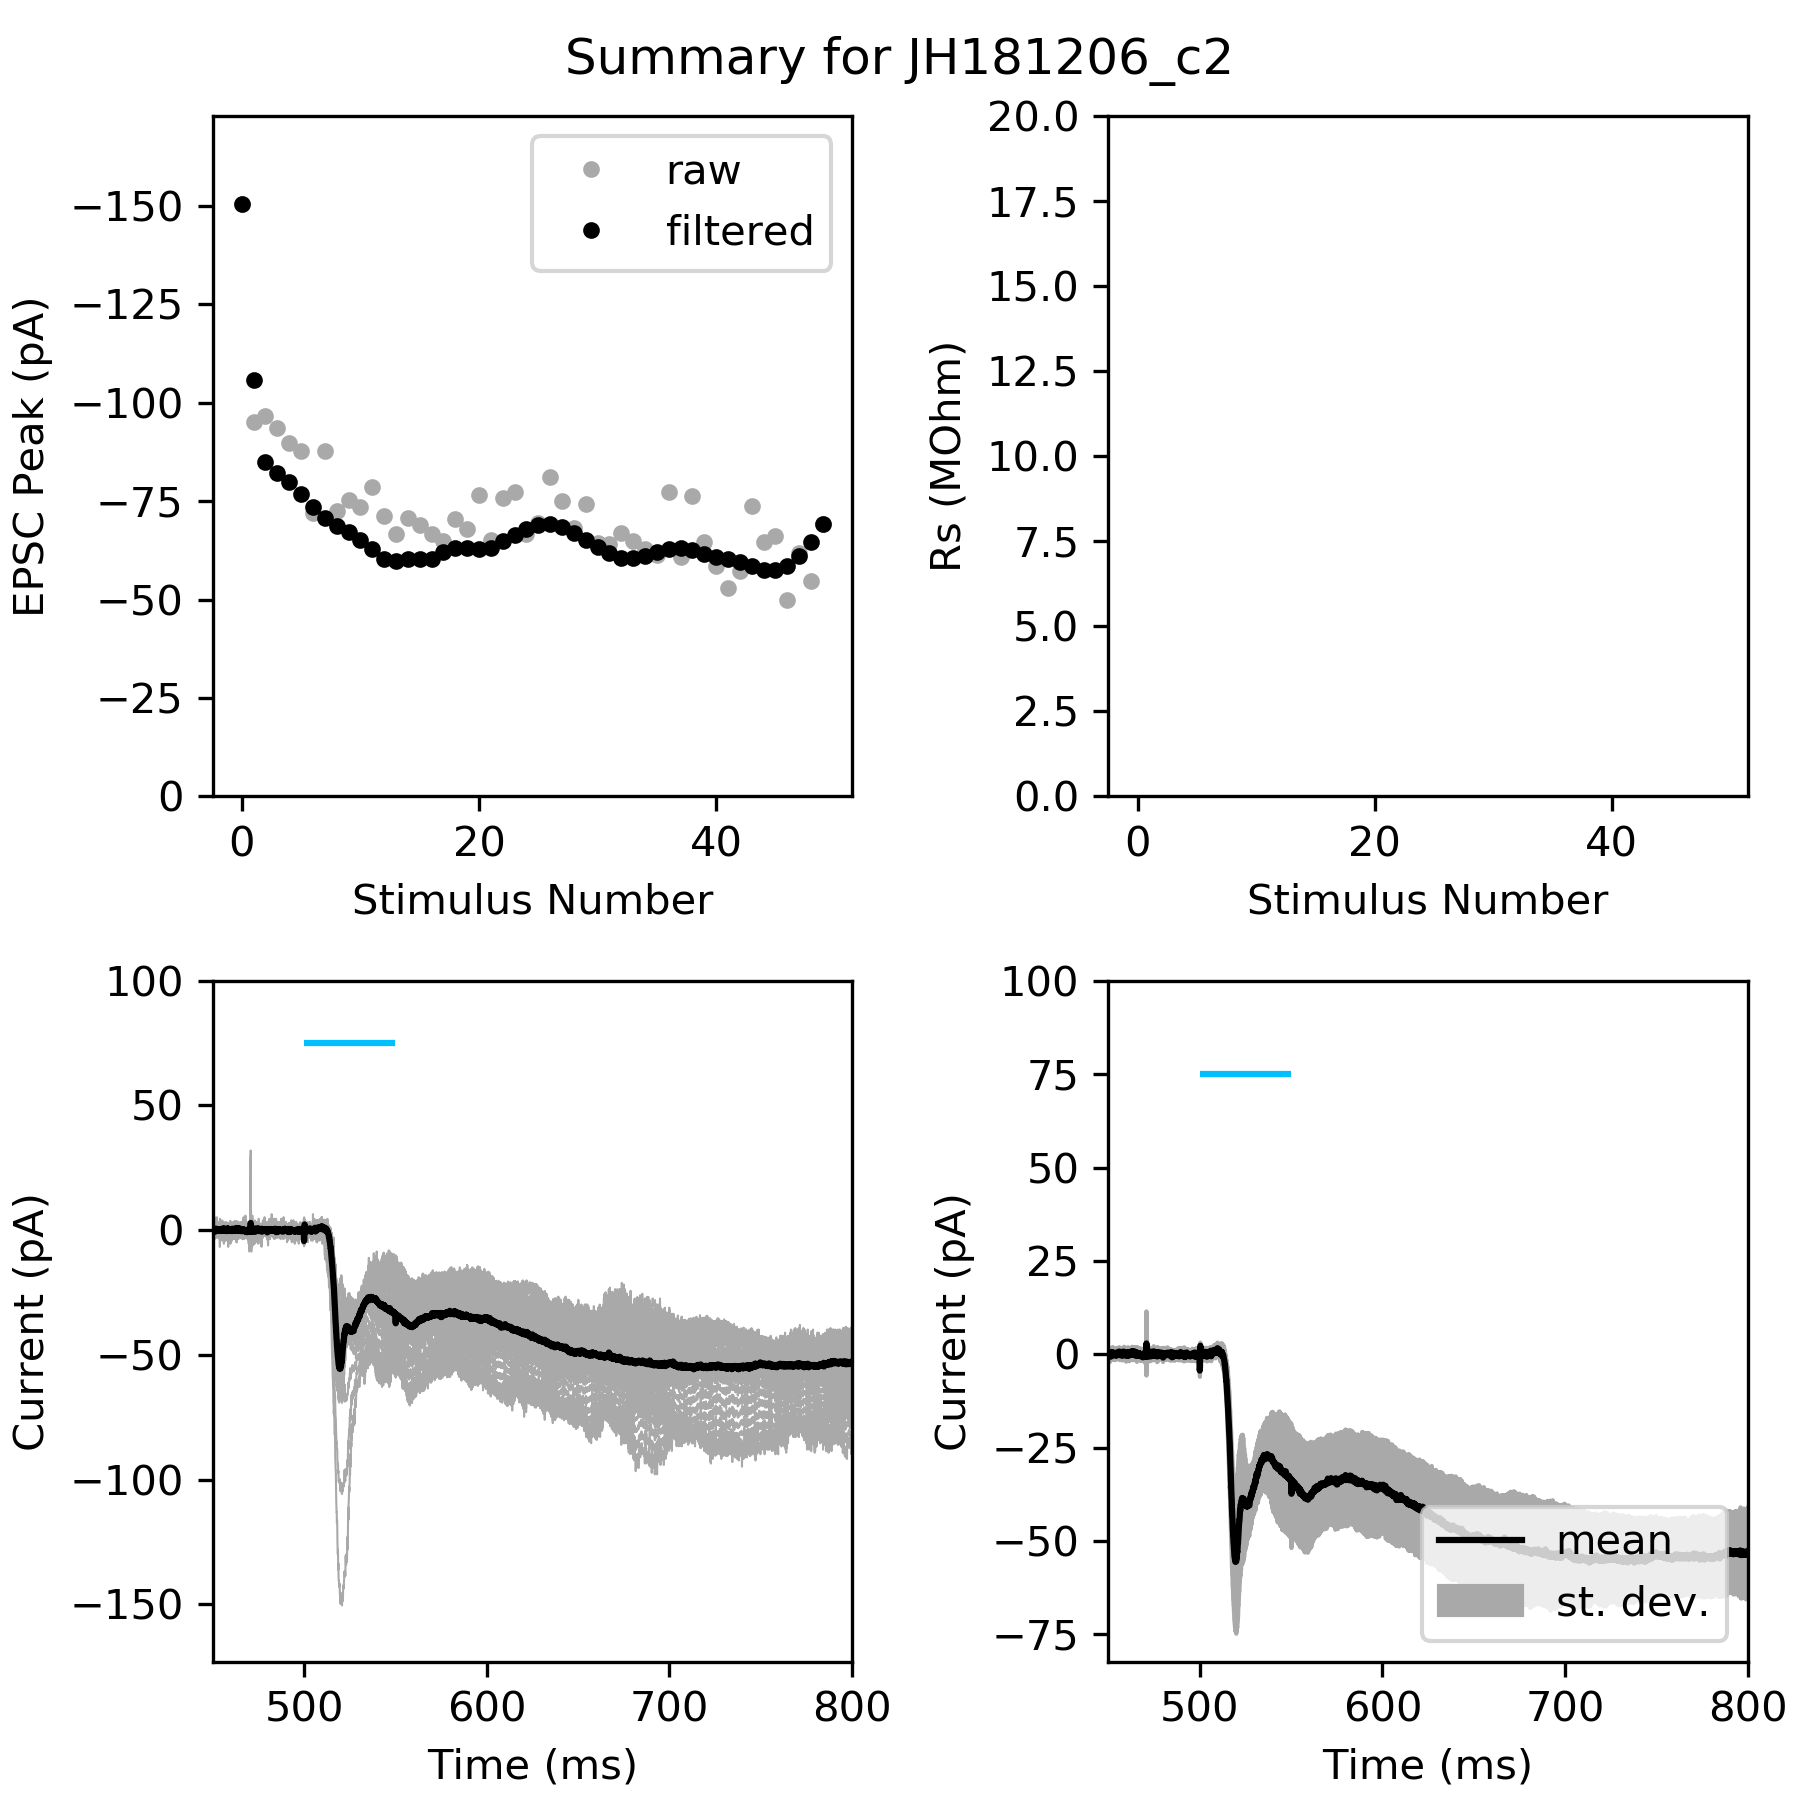 Summary for JH181206_c2
−150
−125
−100
−75
−50
−25
0
EPSC Peak (pA)
0 20 40
Stimulus Number
raw
filtered
20.0
17.5
15.0
12.5
10.0
7.5
5.0
2.5
0.0
Rs (MOhm)
0 20 40
Stimulus Number
100
50
0
−50
−100
−150
Current (pA)
500 600 700 800
Time (ms)
100
75
50
25
0
−25
−50
−75
Current (pA)
mean
st. dev.
500 600 700 800
Time (ms)